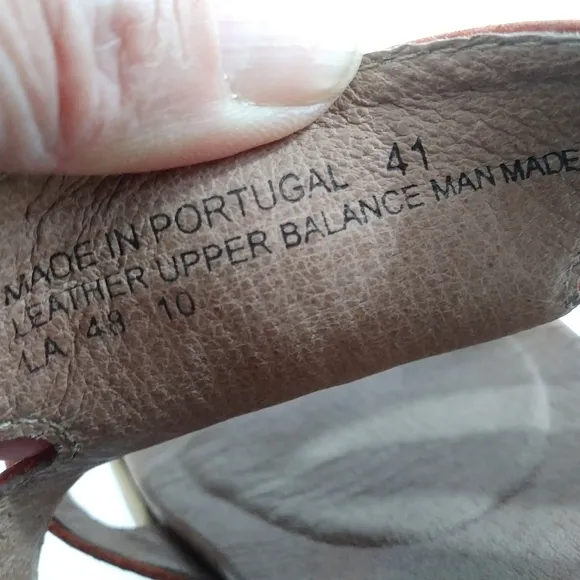 MADE IN PORTUGAL 41
LEATHER UPPER BALANCE MAN MADE
LA 48 10